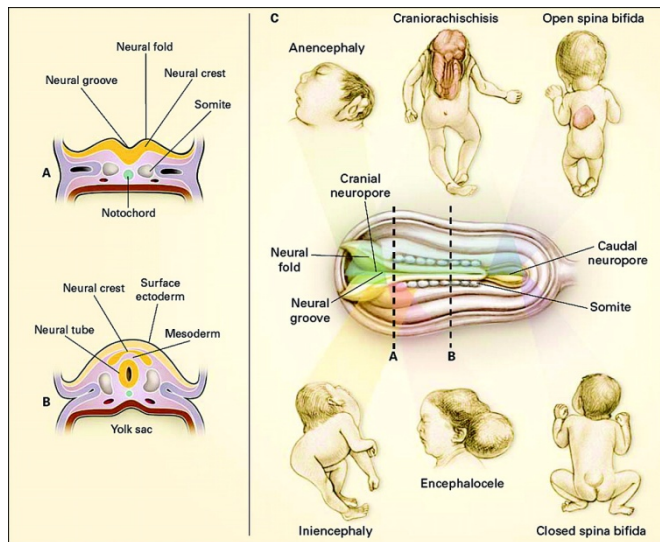 Neural fold
Neural groove
Neural crest
Somite
A
Notochord
Neural crest
Surface
ectoderm
Neural tube
Mesoderm
B
Yolk sac
C
Craniorachischisis
Open spina bifida
Anencephaly
Cranial
neuropore
Neural
fold
Neural
groove
Caudal
neuropore
Somite
A
B
Iniencephaly
Encephalocele
Closed spina bifida